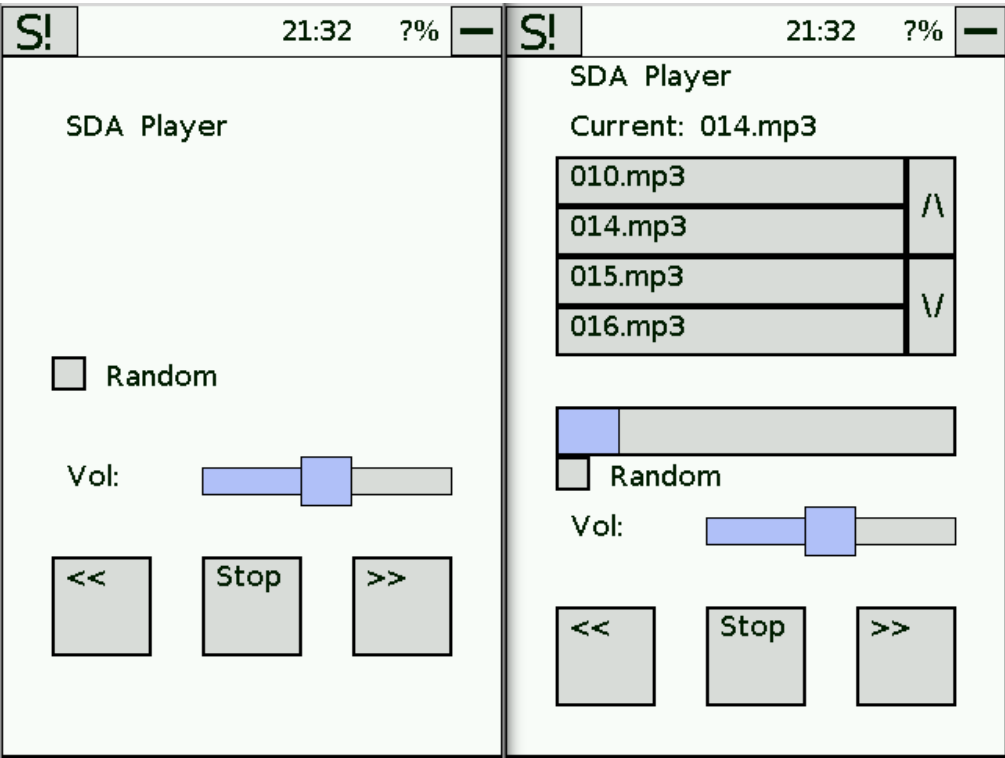 S! 21:32 ?%
SDA Player
Random
Vol:
<< Stop >>
S! 21:32 ?%
SDA Player
Current: 014.mp3
010.mp3
/\
014.mp3
015.mp3
\/
016.mp3
Random
Vol:
<< Stop >>